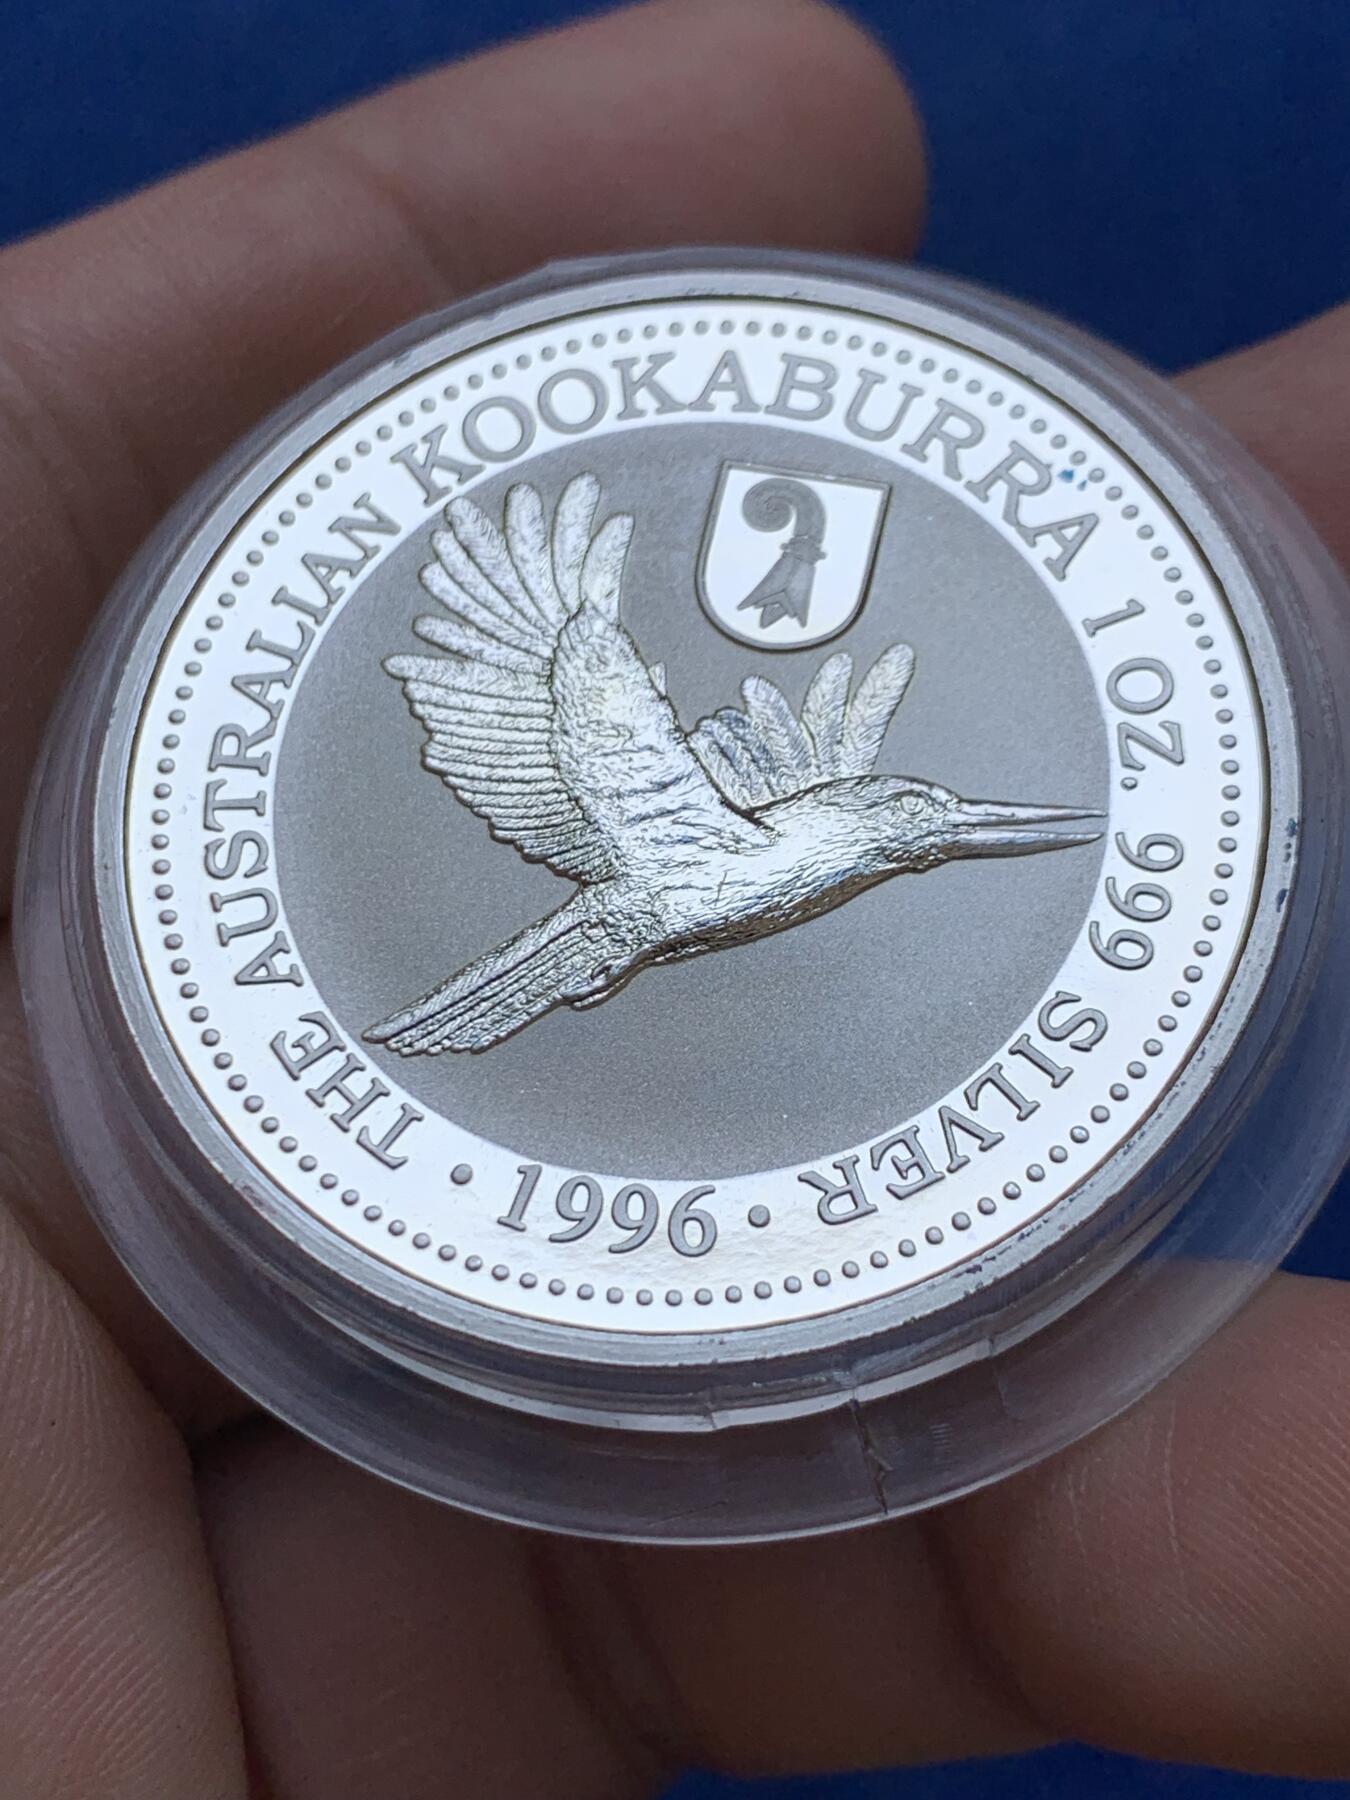 THE AUSTRALIAN KOOKABURRA 1 OZ. 999 SILVER
• 1996 •